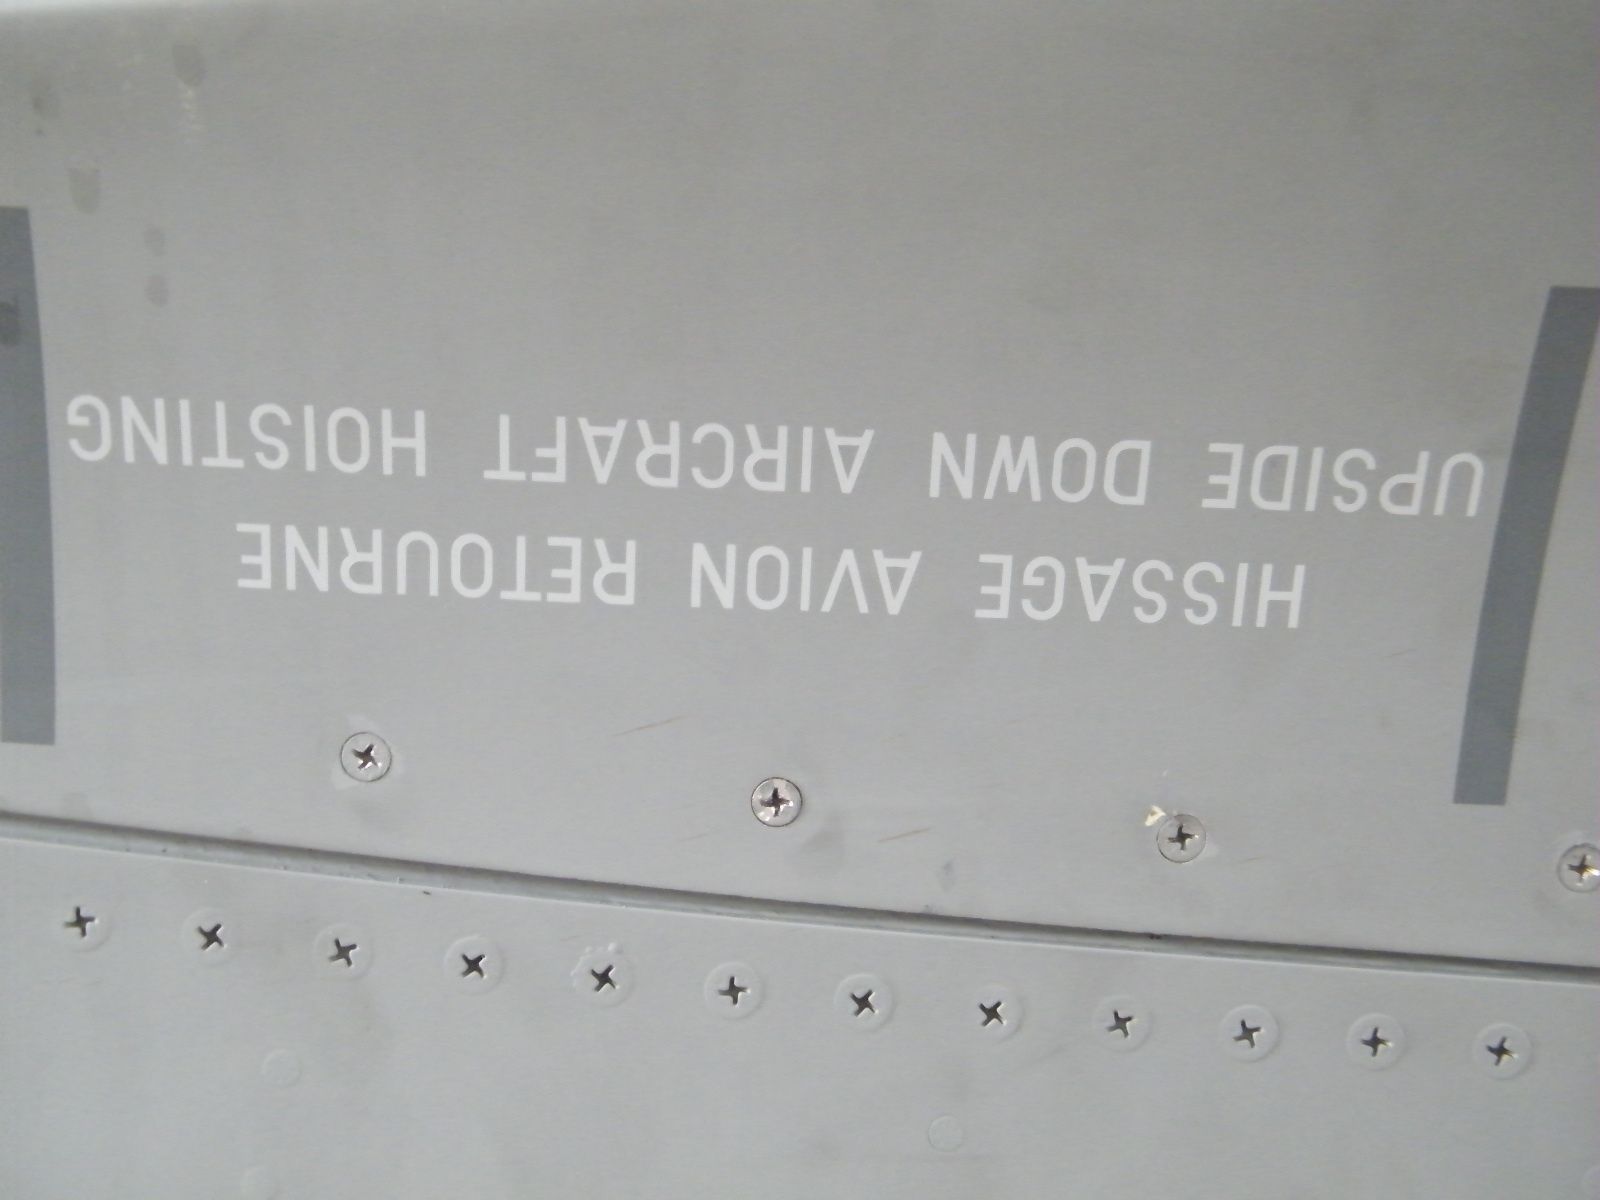 HISSAGE AVION RETOURNE
UPSIDE DOWN AIRCRAFT HOISTING